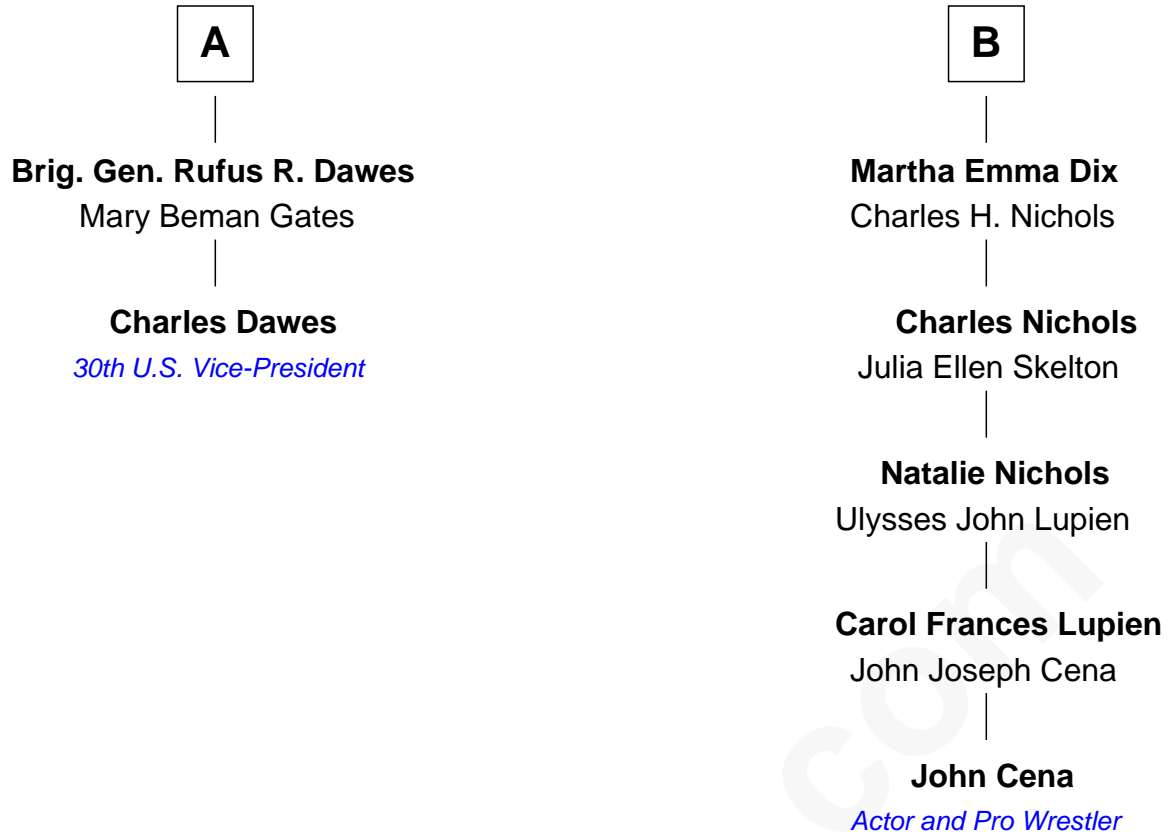 A
Brig. Gen. Rufus R. Dawes
Mary Beman Gates
Charles Dawes
30th U.S. Vice-President
B
Martha Emma Dix
Charles H. Nichols
Charles Nichols
Julia Ellen Skelton
Natalie Nichols
Ulysses John Lupien
Carol Frances Lupien
John Joseph Cena
John Cena
Actor and Pro Wrestler
com